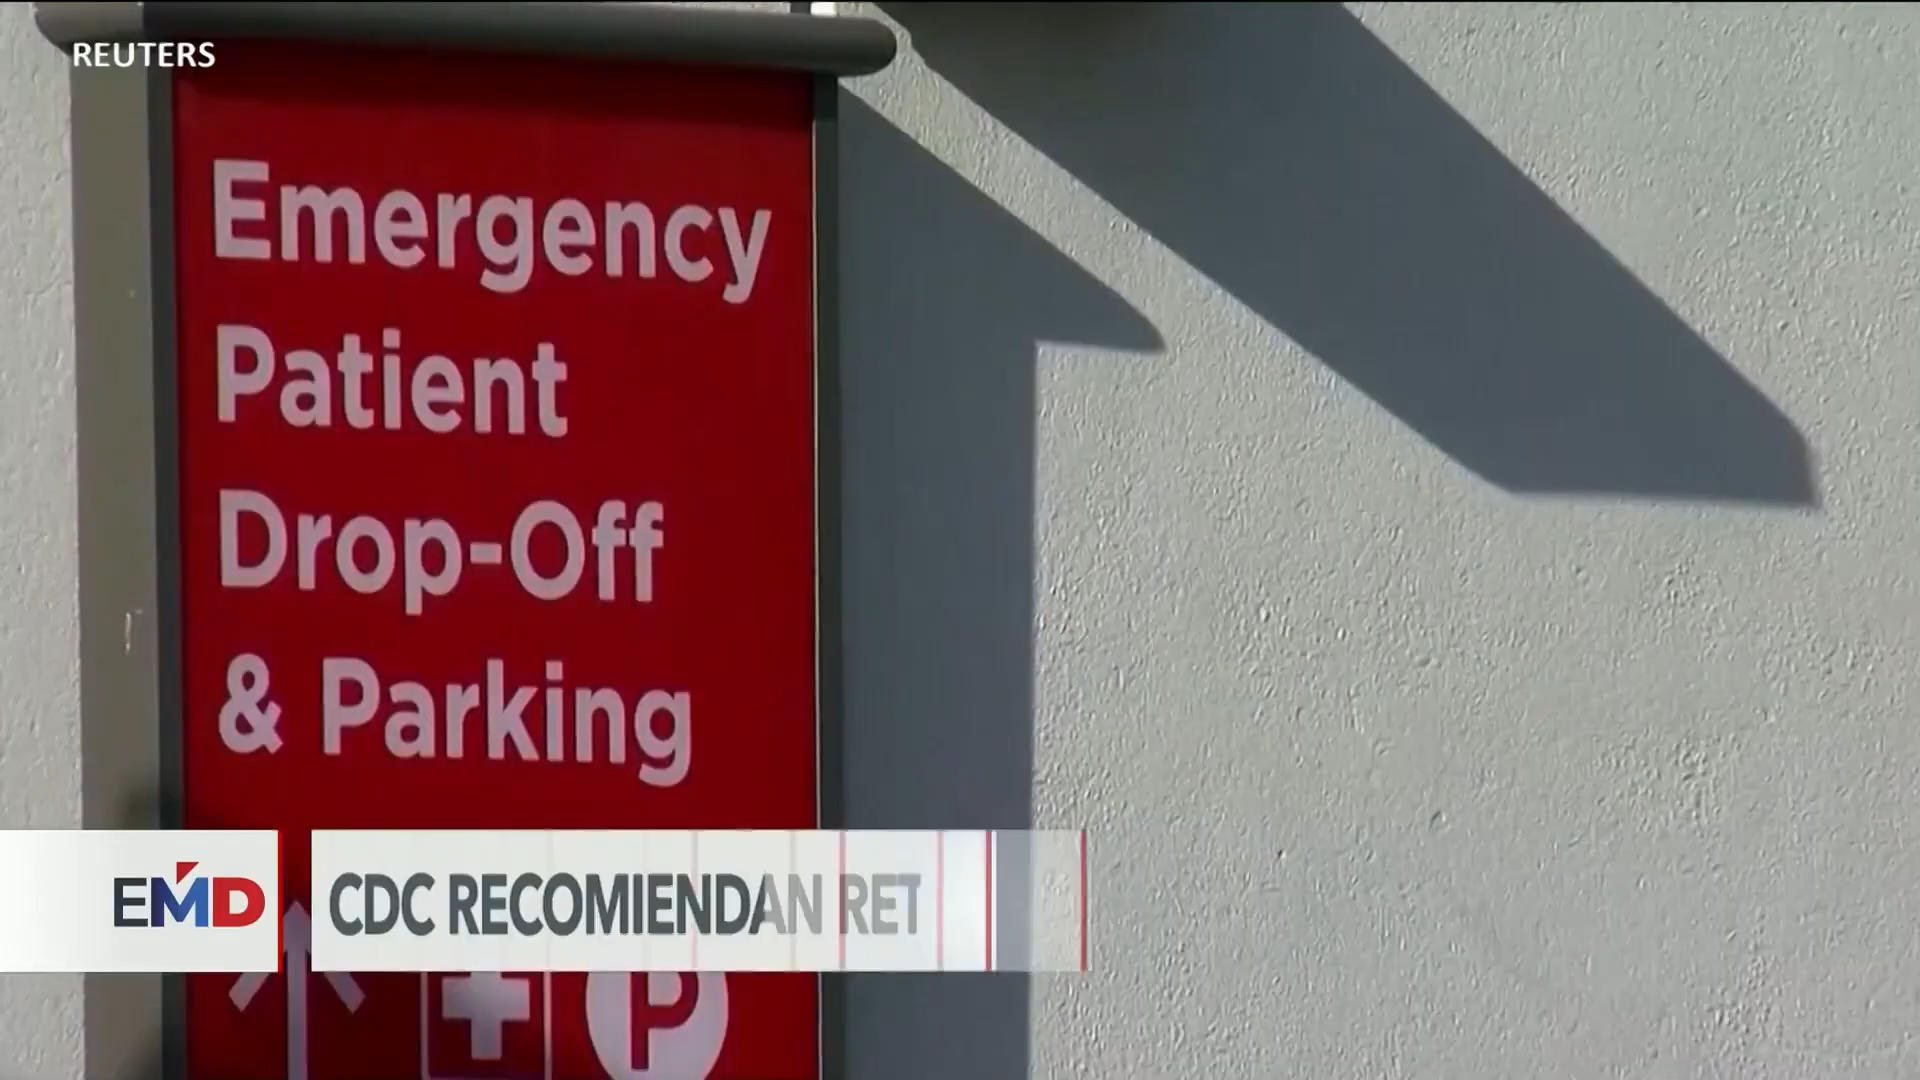 REUTERS
Emergency
Patient
Drop-Off
& Parking
P
EMD
CDC RECOMIENDAN RET